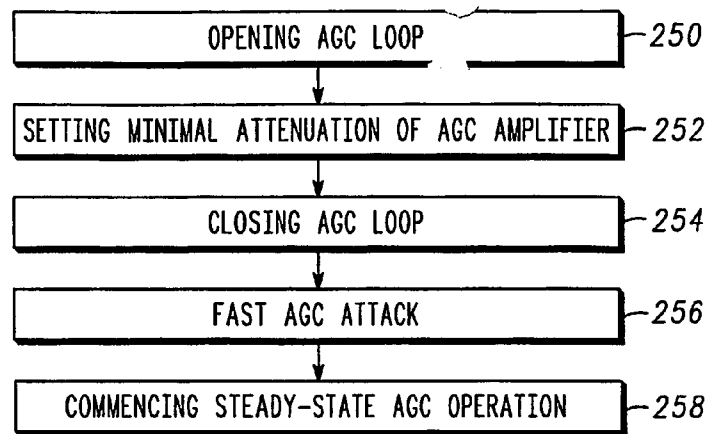 OPENING AGC LOOP 250
SETTING MINIMAL ATTENUATION OF AGC AMPLIFIER 252
CLOSING AGC LOOP 254
FAST AGC ATTACK 256
COMMENCING STEADY-STATE AGC OPERATION 258